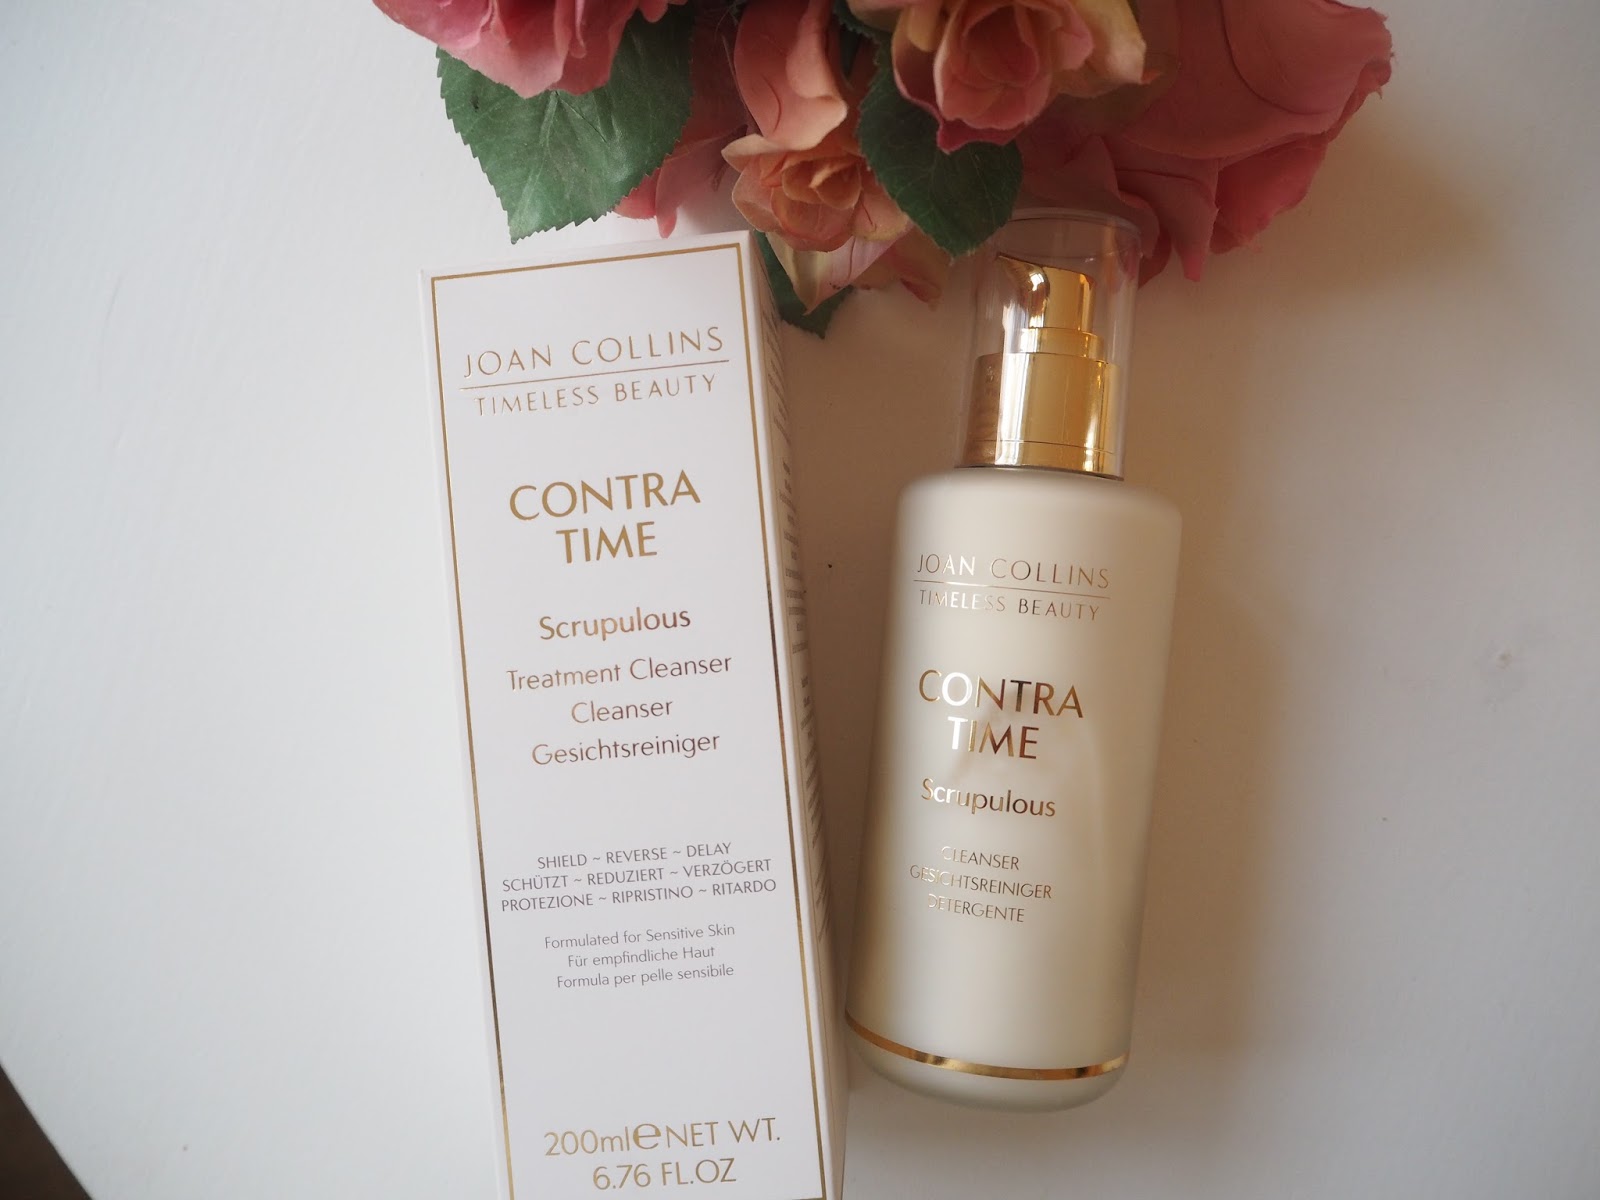 JOAN COLLINS
TIMELESS BEAUTY
CONTRA
TIME
Scrupulous
Treatment Cleanser
Cleanser
Gesichtsreiniger
SHIELD ~ REVERSE ~ DELAY
SCHÜTZT ~ REDUZIERT ~ VERZÖGERT
PROTEZIONE ~ RIPRISTINO ~ RITARDO
Formulated for Sensitive Skin
Für empfindliche Haut
Formula per pelle sensibile
200ml℮NET WT.
6.76 FL.OZ
JOAN COLLINS
TIMELESS BEAUTY
CONTRA
TIME
Scrupulous
CLEANSER
GESICHTSREINIGER
DETERGENTE